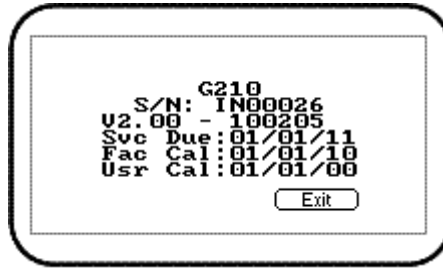 G210
S/N: IN00026
V2.00 - 100205
Svc Due:01/01/11
Fac Cal:01/01/10
Usr Cal:01/01/00
Exit